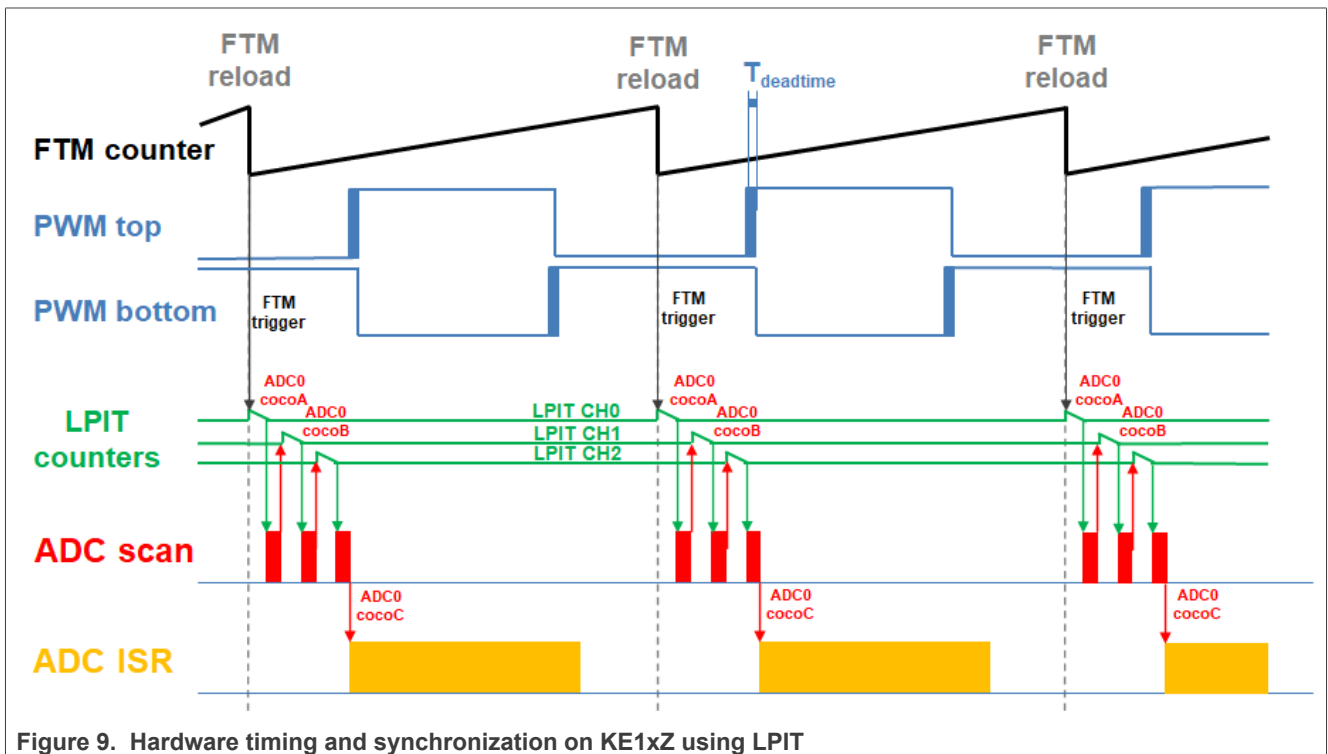 FTM
reload
FTM
reload
FTM
reload
T deadtime
FTM counter
PWM top
PWM bottom
FTM
trigger
FTM
trigger
FTM
trigger
LPIT
counters
ADC0
cocoA
ADC0
cocoB
LPIT CH0
LPIT CH1
LPIT CH2
ADC0
cocoA
ADC0
cocoB
ADC0
cocoA
ADC0
cocoB
ADC scan
ADC0
cocoC
ADC0
cocoC
ADC0
cocoC
ADC ISR
Figure 9. Hardware timing and synchronization on KE1xZ using LPIT